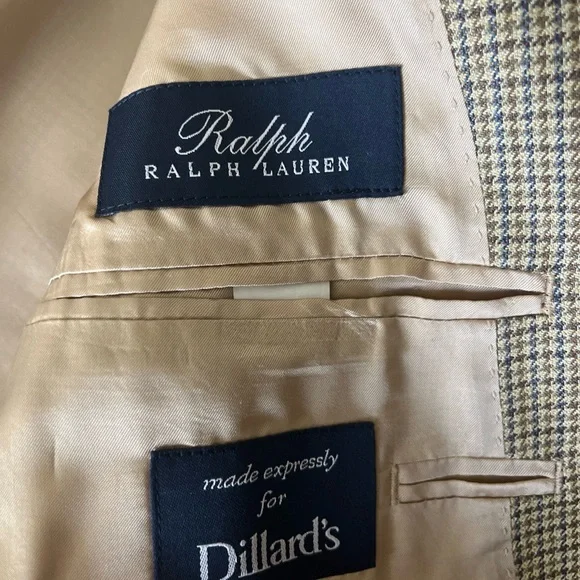 Ralph
RALPH LAUREN
made expressly
for
Dillard's